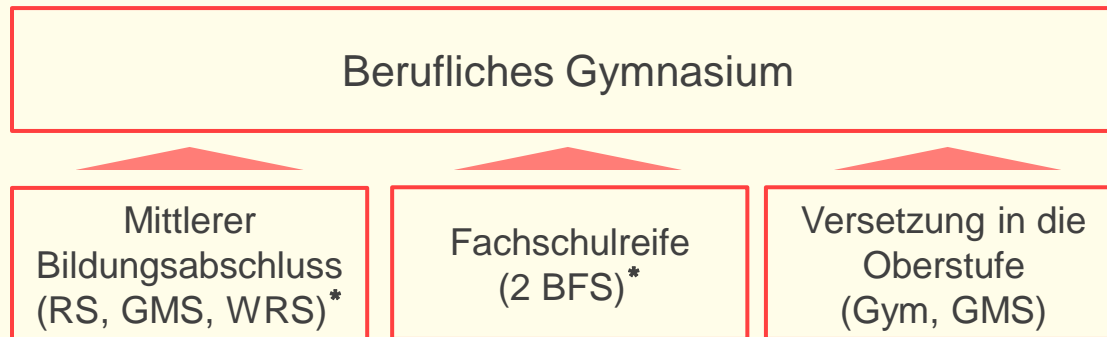 Berufliches Gymnasium
Mittlerer
Bildungsabschluss
(RS, GMS, WRS)*
Fachschulreife
(2 BFS)*
Versetzung in die
Oberstufe
(Gym, GMS)